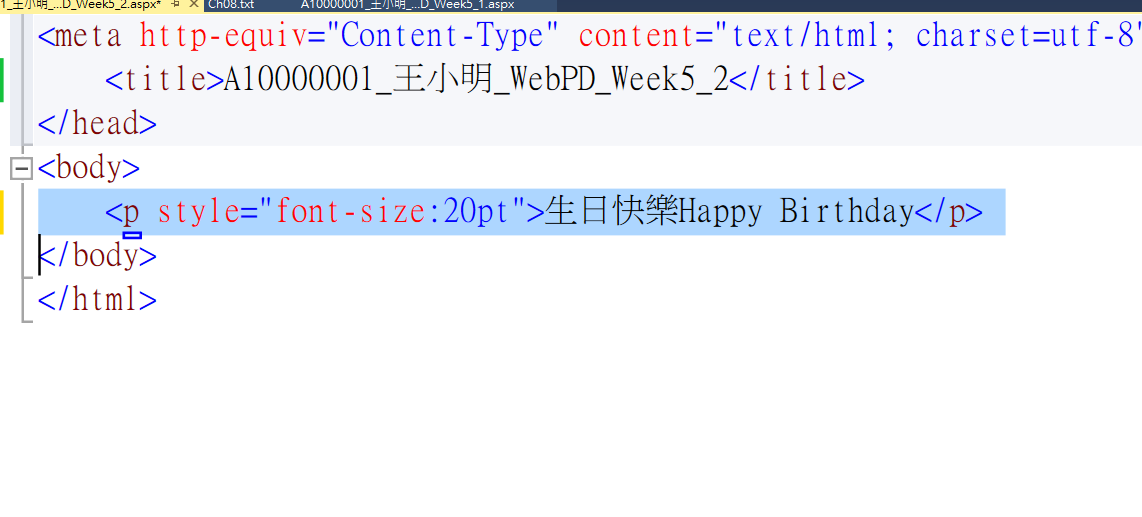 1_王小明_...D_Week5_2.aspx* Ch08.txt A10000001_王小明_...D_Week5_1.aspx
<meta http-equiv="Content-Type" content="text/html; charset=utf-8"
<title>A10000001_王小明_WebPD_Week5_2</title>
</head>
<body>
<p style="font-size:20pt">生日快樂Happy Birthday</p>
</body>
</html>